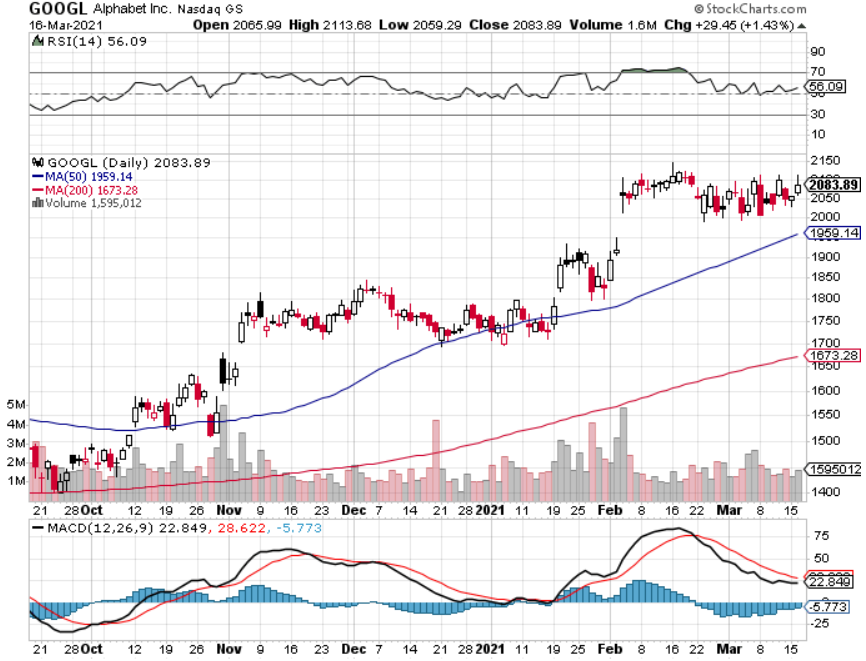 GOOGL Alphabet Inc. Nasdaq GS © StockCharts.com
16-Mar-2021 Open 2065.99 High 2113.68 Low 2059.29 Close 2083.89 Volume 1.6M Chg +29.45 (+1.43%)
RSI(14) 56.09
90
70
56.09
30
10
GOOGL (Daily) 2083.89
MA(50) 1959.14
MA(200) 1673.28
Volume 1,595,012
2150
2083.89
2050
2000
1959.14
1900
1850
1800
1750
1700
1673.28
1650
1600
1550
1500
1595012
1400
5M
4M
3M
2M
1M
21 28 Oct 12 19 26 Nov 9 16 23 Dec 7 14 21 28 2021 11 19 25 Feb 8 16 22 Mar 8 15
MACD(12,26,9) 22.849, 28.622, -5.773
75
50
22.849
-5.773
-25
21 28 Oct 12 19 26 Nov 9 16 23 Dec 7 14 21 28 2021 11 19 25 Feb 8 16 22 Mar 8 15